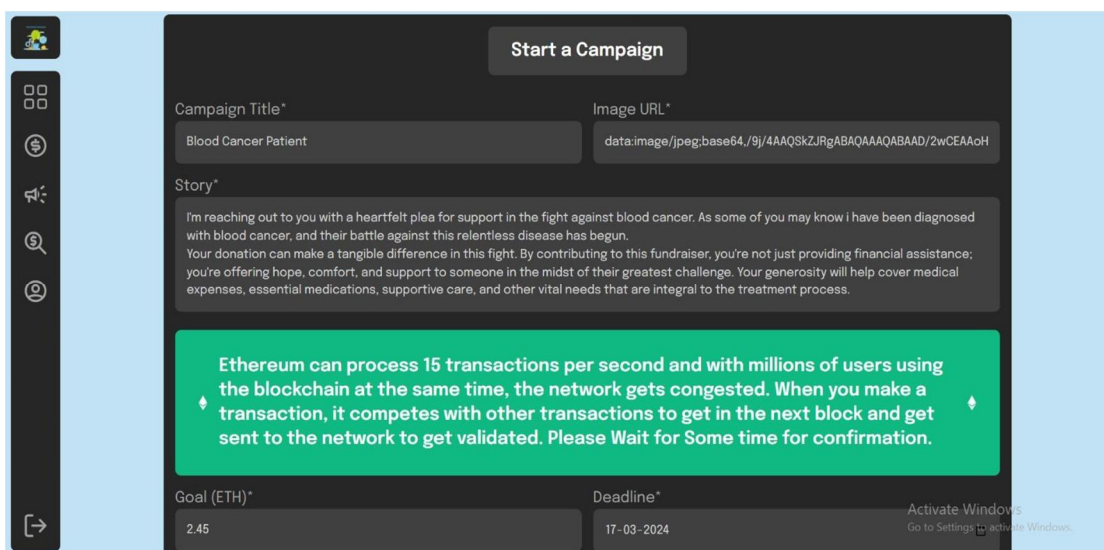 Start a Campaign
Campaign Title*
Image URL*
Blood Cancer Patient
data:image/jpeg;base64,/9j/4AAQSkZJRgABAQAAAQABAAD/2wCEAAoH
Story*
I'm reaching out to you with a heartfelt plea for support in the fight against blood cancer. As some of you may know i have been diagnosed
with blood cancer, and their battle against this relentless disease has begun.
Your donation can make a tangible difference in this fight. By contributing to this fundraiser, you're not just providing financial assistance;
you're offering hope, comfort, and support to someone in the midst of their greatest challenge. Your generosity will help cover medical
expenses, essential medications, supportive care, and other vital needs that are integral to the treatment process.
Ethereum can process 15 transactions per second and with millions of users using
the blockchain at the same time, the network gets congested. When you make a
transaction, it competes with other transactions to get in the next block and get
sent to the network to get validated. Please Wait for Some time for confirmation.
Goal (ETH)*
Deadline*
2.45
17-03-2024
Activate Windows
Go to Settings to activate Windows.